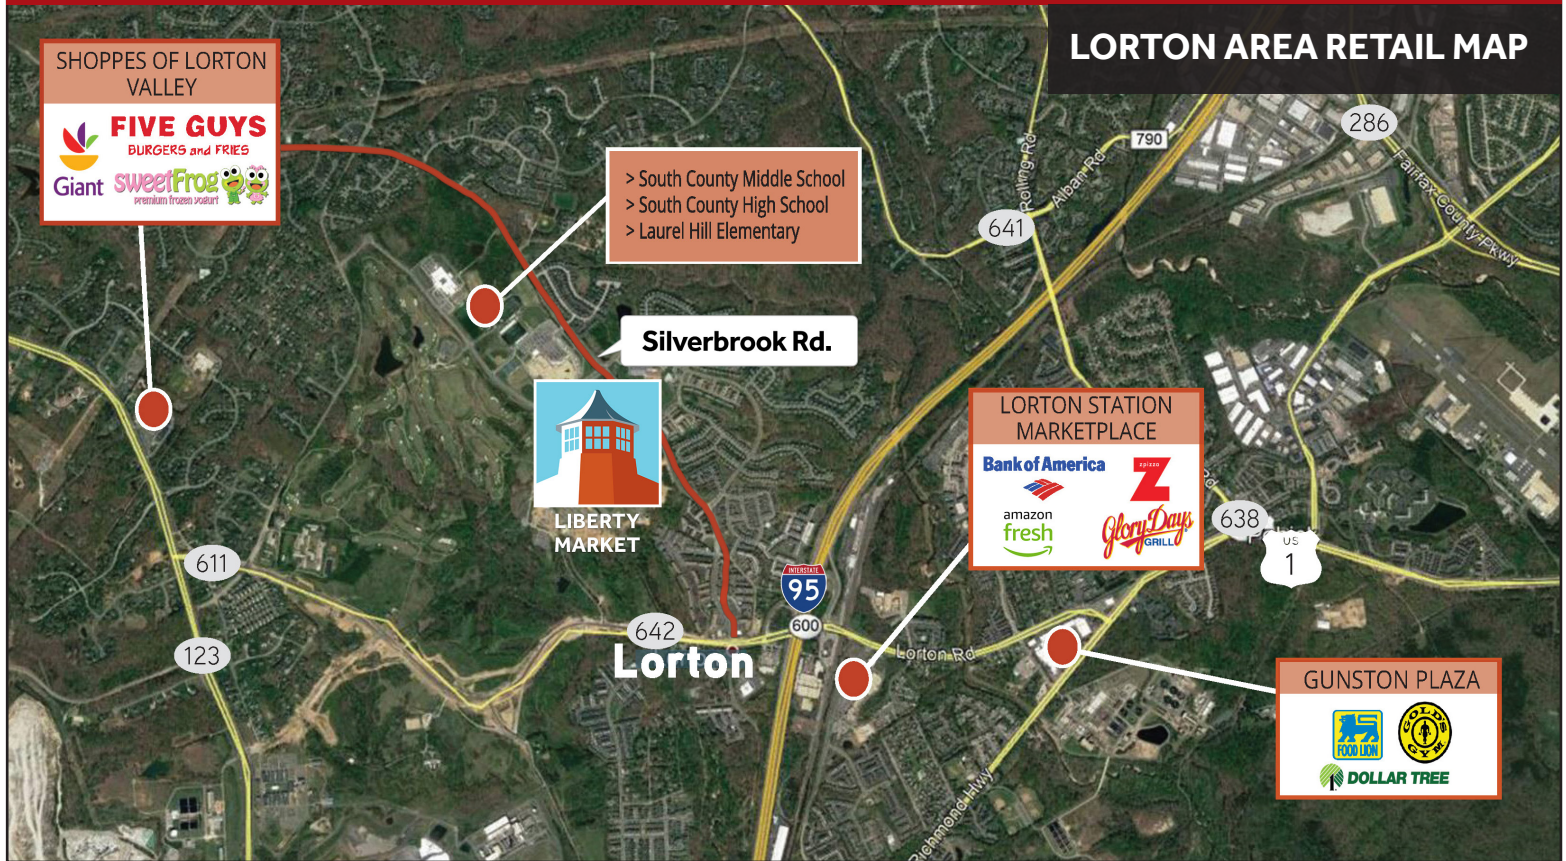 LORTON AREA RETAIL MAP
SHOPPES OF LORTON
VALLEY
Giant
FIVE GUYS
BURGERS and FRIES
sweetFrog
premium frozen yogurt
> South County Middle School
> South County High School
> Laurel Hill Elementary
790
286
Rolling Rd
Alban Rd
Fairfax County Pkwy
641
Silverbrook Rd.
LIBERTY
MARKET
LORTON STATION
MARKETPLACE
Bank of America
zpizza
Z
amazon
fresh
Glory Days
GRILL
Rd
638
US
1
611
INTERSTATE
95
600
642
Lorton
123
Lorton Rd
GUNSTON PLAZA
FOOD LION
GOLD'S
GYM
DOLLAR TREE
Richmond Hwy